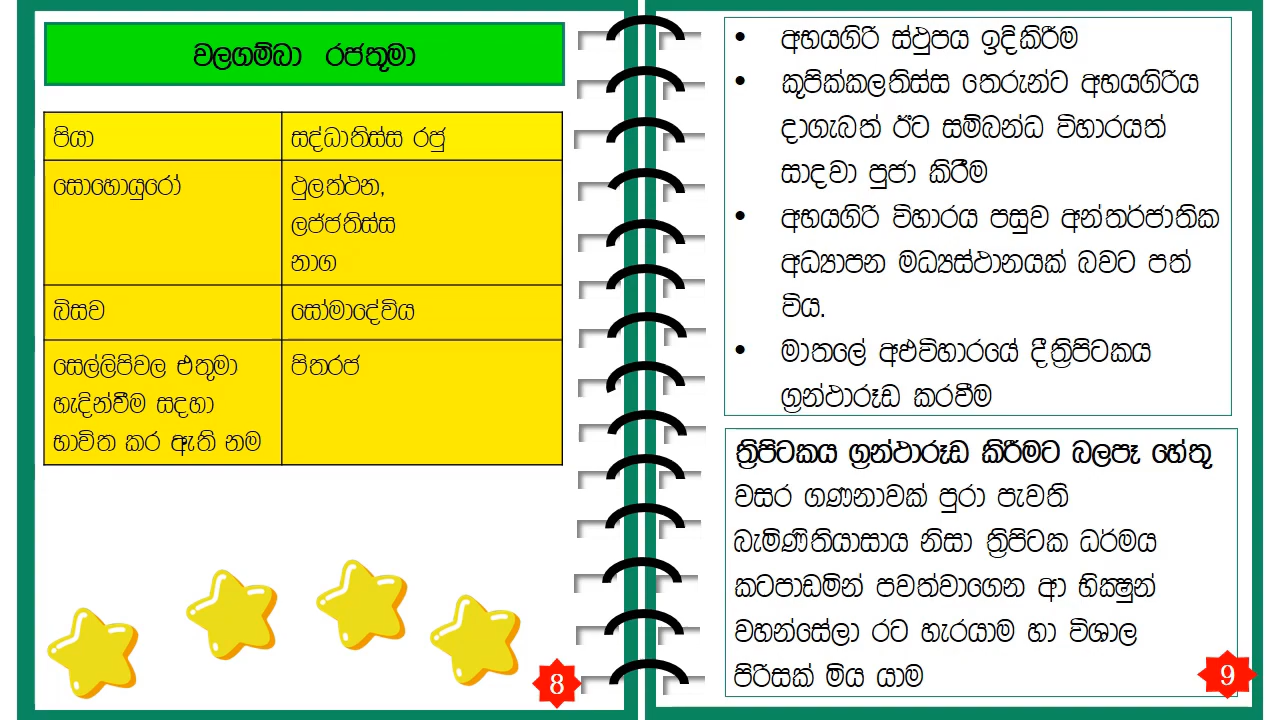 වලගම්බා රජතුමා
පියා සද්ධාතිස්ස රජු
සොහොයුරෝ ථුලත්ථන,
ලජ්ජතිස්ස
නාග
බිසව සෝමාදේවිය
සෙල්ලිපිවල එතුමා පිතරජ
හැදින්වීම සඳහා
භාවිත කර ඇති නම
8
• අභයගිරි ස්ථුපය ඉදිකිරීම
• කුපික්කලතිස්ස තෙරුන්ට අභයගිරිය
දාගැබත් ඊට සම්බන්ධ විහාරයත්
සාදවා පුජා කිරීම
• අභයගිරි විහාරය පසුව අන්තර්ජාතික
අධ්‍යාපන මධ්‍යස්ථානයක් බවට පත්
විය.
• මාතලේ අළුවිහාරයේ දී ත්‍රිපිටකය
ග්‍රන්ථාරූඩ කරවීම
ත්‍රිපිටකය ග්‍රන්ථාරූඩ කිරීමට බලපෑ හේතූ
වසර ගණනාවක් පුරා පැවති
බැමිණිතියාසාය නිසා ත්‍රිපිටක ධර්මය
කටපාඩමින් පවත්වාගෙන ආ භික්‍ෂුන්
වහන්සේලා රට හැරයාම හා විශාල
පිරිසක් මිය යාම
9